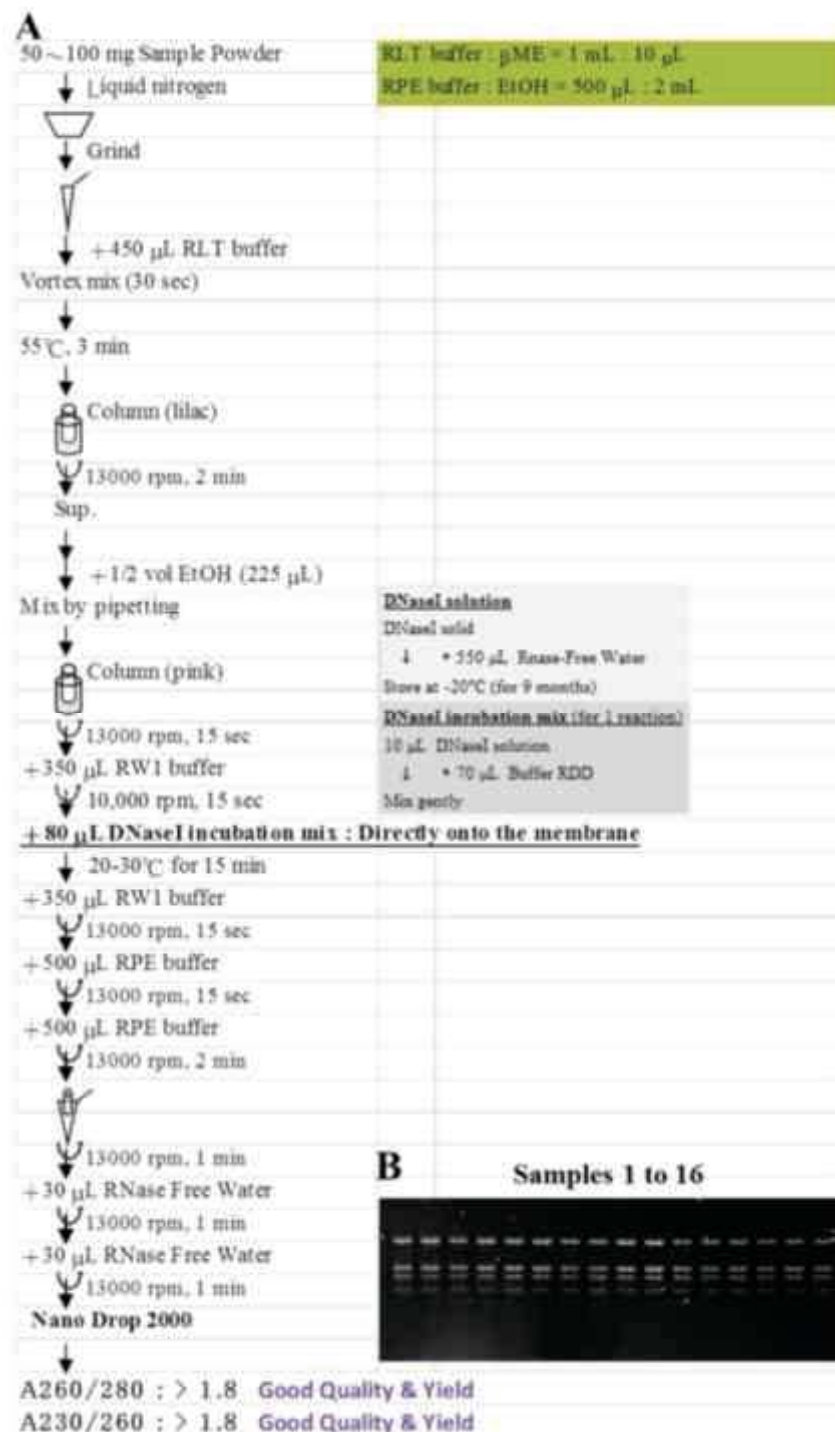 A
50~100 mg Sample Powder
RLT buffer : βME = 1 mL : 10 μL
Liquid nitrogen
RPE buffer : EtOH = 500 μL : 2 mL
Grind
+450 μL RLT buffer
Vortex mix (30 sec)
55℃, 3 min
Column (lilac)
13000 rpm, 2 min
Sup.
+1/2 vol EtOH (225 μL)
Mix by pipetting
Column (pink)
13000 rpm, 15 sec
+350 μL RW1 buffer
10,000 rpm, 15 sec
DNaseI solution
DNaseI solid
+ 550 μL Rnase-Free Water
Store at -20°C (for 9 months)
DNaseI incubation mix (for 1 reaction)
10 μL DNaseI solution
+ 70 μL Buffer RDD
Mix gently
+80 μL DNaseI incubation mix : Directly onto the membrane
20-30℃ for 15 min
+350 μL RW1 buffer
13000 rpm, 15 sec
+500 μL RPE buffer
13000 rpm, 15 sec
+500 μL RPE buffer
13000 rpm, 2 min
13000 rpm, 1 min
+30 μL RNase Free Water
13000 rpm, 1 min
+30 μL RNase Free Water
13000 rpm, 1 min
Nano Drop 2000
A260/280 : > 1.8 Good Quality & Yield
A230/260 : > 1.8 Good Quality & Yield
B
Samples 1 to 16